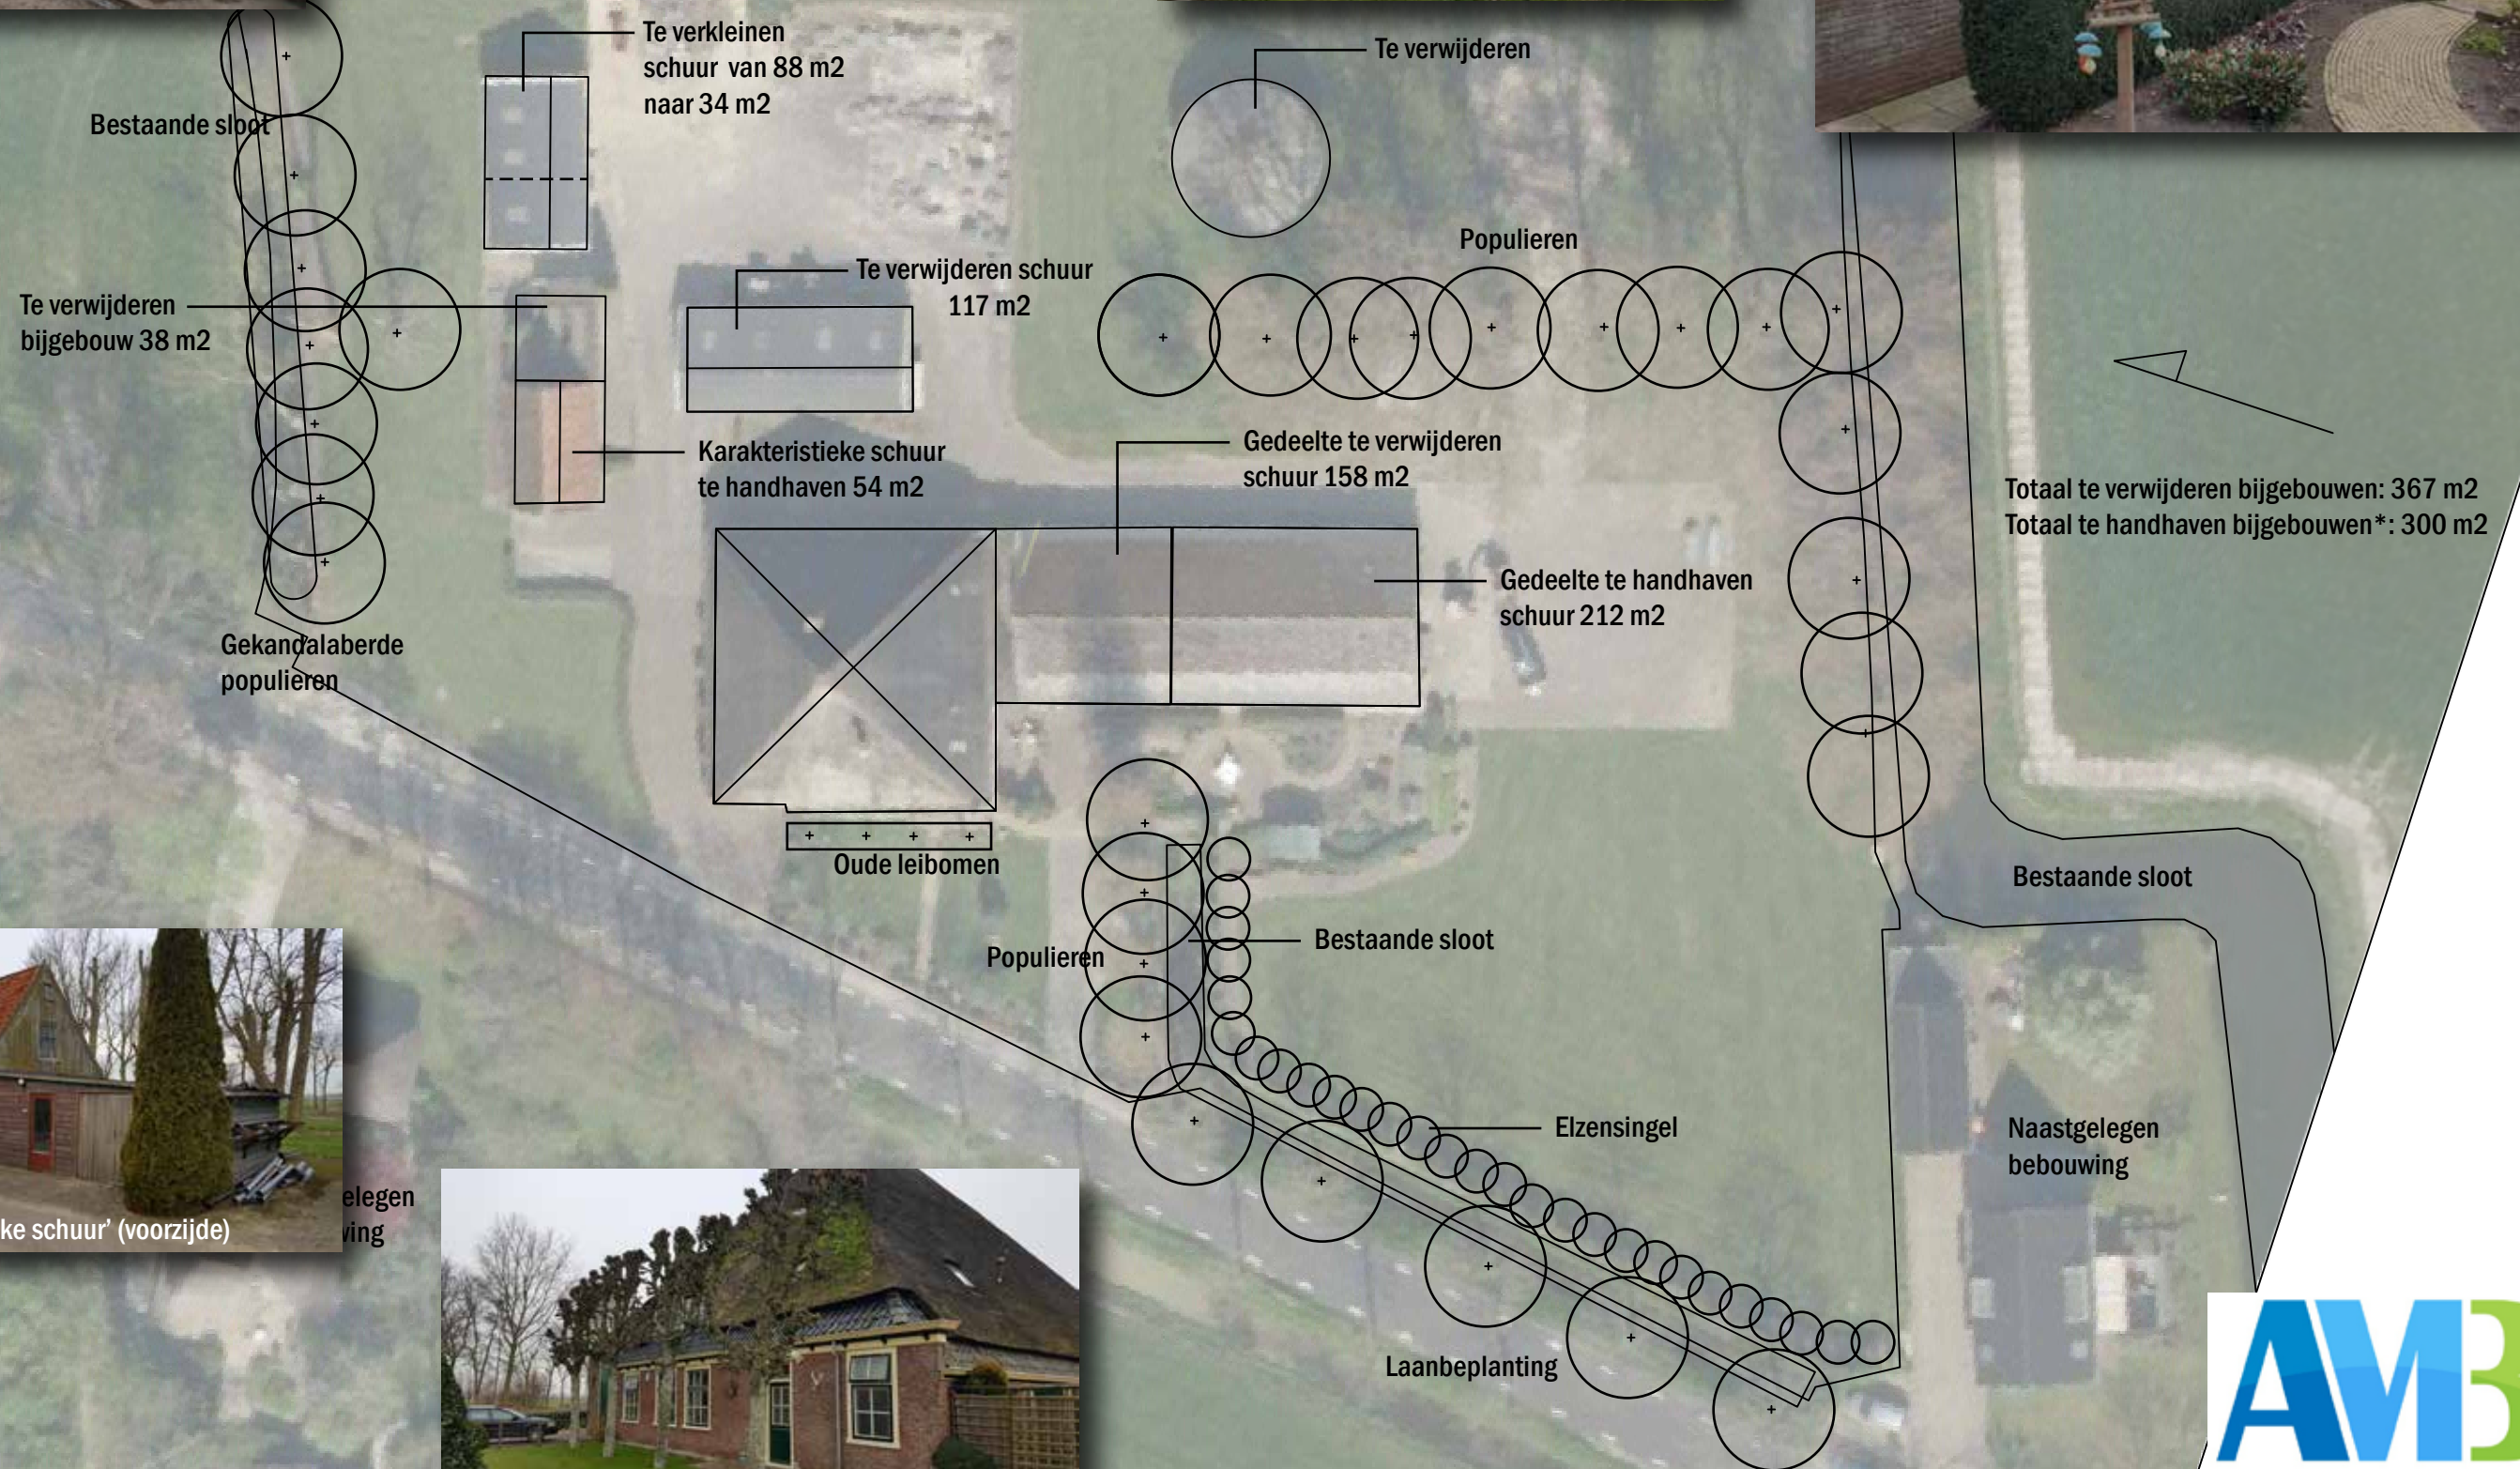 Te verkleinen
schuur van 88 m2
naar 34 m2
Te verwijderen
Bestaande sloot
Populieren
Te verwijderen schuur
117 m2
Te verwijderen
bijgebouw 38 m2
Karakteristieke schuur
te handhaven 54 m2
Gedeelte te verwijderen
schuur 158 m2
Totaal te verwijderen bijgebouwen: 367 m2
Totaal te handhaven bijgebouwen*: 300 m2
Gedeelte te handhaven
schuur 212 m2
Gekandalaberde
populieren
Oude leibomen
Bestaande sloot
Populieren
Bestaande sloot
Elzensingel
Naastgelegen
bebouwing
elegen
ving
ke schuur' (voorzijde)
Laanbeplanting
AMB